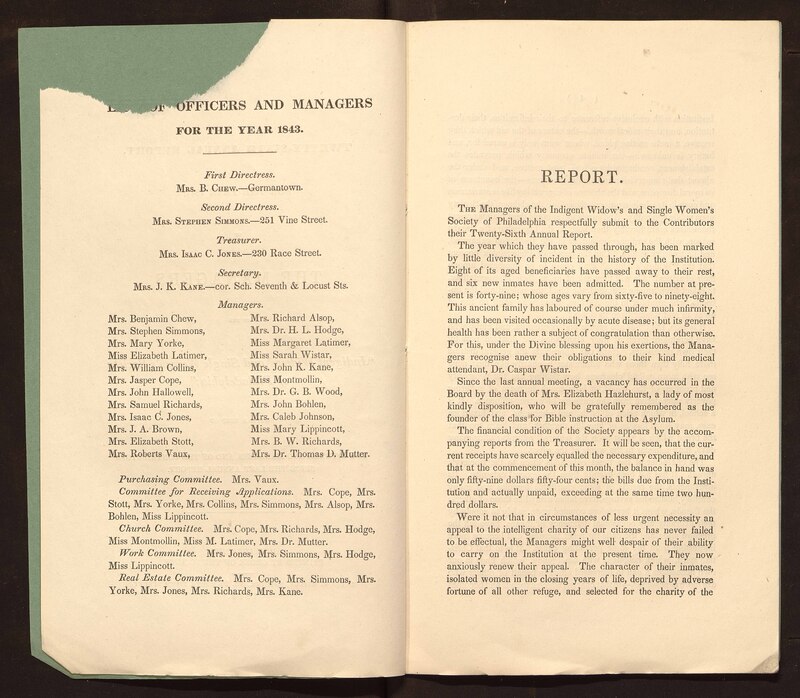 OF OFFICERS AND MANAGERS
FOR THE YEAR 1843.
First Directress.
Mrs. B. Chew.—Germantown.
Second Directress.
Mrs. Stephen Simmons.—251 Vine Street.
Treasurer.
Mrs. Isaac C. Jones.—230 Race Street.
Secretary.
Mrs. J. K. Kane.—cor. Sch. Seventh & Locust Sts.
Managers.
Mrs. Benjamin Chew,
Mrs. Stephen Simmons,
Mrs. Mary Yorke,
Miss Elizabeth Latimer,
Mrs. William Collins,
Mrs. Jasper Cope,
Mrs. John Hallowell,
Mrs. Samuel Richards,
Mrs. Isaac C. Jones,
Mrs. J. A. Brown,
Mrs. Elizabeth Stott,
Mrs. Roberts Vaux,
Mrs. Richard Alsop,
Mrs. Dr. H. L. Hodge,
Miss Margaret Latimer,
Miss Sarah Wistar,
Mrs. John K. Kane,
Miss Montmollin,
Mrs. Dr. G. B. Wood,
Mrs. John Bohlen,
Mrs. Caleb Johnson,
Miss Mary Lippincott,
Mrs. B. W. Richards,
Mrs. Dr. Thomas D. Mutter.
Purchasing Committee. Mrs. Vaux.
Committee for Receiving Applications. Mrs. Cope, Mrs.
Stott, Mrs. Yorke, Mrs. Collins, Mrs. Simmons, Mrs. Alsop, Mrs.
Bohlen, Miss Lippincott.
Church Committee. Mrs. Cope, Mrs. Richards, Mrs. Hodge,
Miss Montmollin, Miss M. Latimer, Mrs. Dr. Mutter.
Work Committee. Mrs. Jones, Mrs. Simmons, Mrs. Hodge,
Miss Lippincott.
Real Estate Committee. Mrs. Cope, Mrs. Simmons, Mrs.
Yorke, Mrs. Jones, Mrs. Richards, Mrs. Kane.
REPORT.
The Managers of the Indigent Widow's and Single Women's
Society of Philadelphia respectfully submit to the Contributors
their Twenty-Sixth Annual Report.
The year which they have passed through, has been marked
by little diversity of incident in the history of the Institution.
Eight of its aged beneficiaries have passed away to their rest,
and six new inmates have been admitted. The number at pre-
sent is forty-nine; whose ages vary from sixty-five to ninety-eight.
This ancient family has laboured of course under much infirmity,
and has been visited occasionally by acute disease; but its general
health has been rather a subject of congratulation than otherwise.
For this, under the Divine blessing upon his exertions, the Mana-
gers recognise anew their obligations to their kind medical
attendant, Dr. Caspar Wistar.
Since the last annual meeting, a vacancy has occurred in the
Board by the death of Mrs. Elizabeth Hazlehurst, a lady of most
kindly disposition, who will be gratefully remembered as the
founder of the class for Bible instruction at the Asylum.
The financial condition of the Society appears by the accom-
panying reports from the Treasurer. It will be seen, that the cur-
rent receipts have scarcely equalled the necessary expenditure, and
that at the commencement of this month, the balance in hand was
only fifty-nine dollars fifty-four cents; the bills due from the Insti-
tution and actually unpaid, exceeding at the same time two hun-
dred dollars.
Were it not that in circumstances of less urgent necessity an
appeal to the intelligent charity of our citizens has never failed
to be effectual, the Managers might well despair of their ability
to carry on the Institution at the present time. They now
anxiously renew their appeal. The character of their inmates,
isolated women in the closing years of life, deprived by adverse
fortune of all other refuge, and selected for the charity of the